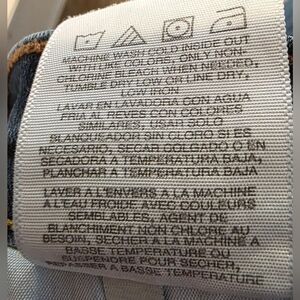 MACHINE WASH COLD INSIDE OUT
WITH LIKE COLORS, ONLY NON-
CHLORINE BLEACH WHEN NEEDED,
TUMBLE DRY LOW OR LINE DRY,
LOW IRON
LAVAR EN LAVADORA CON AGUA
FRIA AL REVES CON COLORES
SIMILARES, USAR SOLO
BLANQUEADOR SIN CLORO SI ES
NECESARIO, SECAR COLGADO O EN
SECADORA A TEMPERATURA BAJA,
PLANCHAR A TEMPERATURA BAJA
LAVER A L'ENVERS A LA MACHINE
A L'EAU FROIDE AVEC COULEURS
SEMBLABLES, AGENT DE
BLANCHIMENT NON CHLORE AU
BESOIN, SECHER A LA MACHINE A
BASSE TEMPERATURE OU
SUSPENDRE POUR SECHER,
REPASSER A BASSE TEMPERATURE